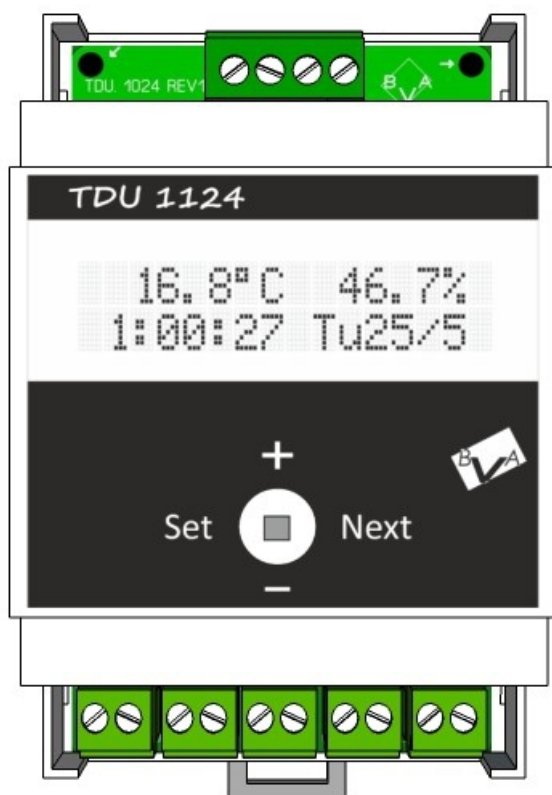 TDU. 1024 REV1
B V A
TDU 1124
16.8°C 46.7%
1:00:27 Tu25/5
B V A
+
Set Next
−